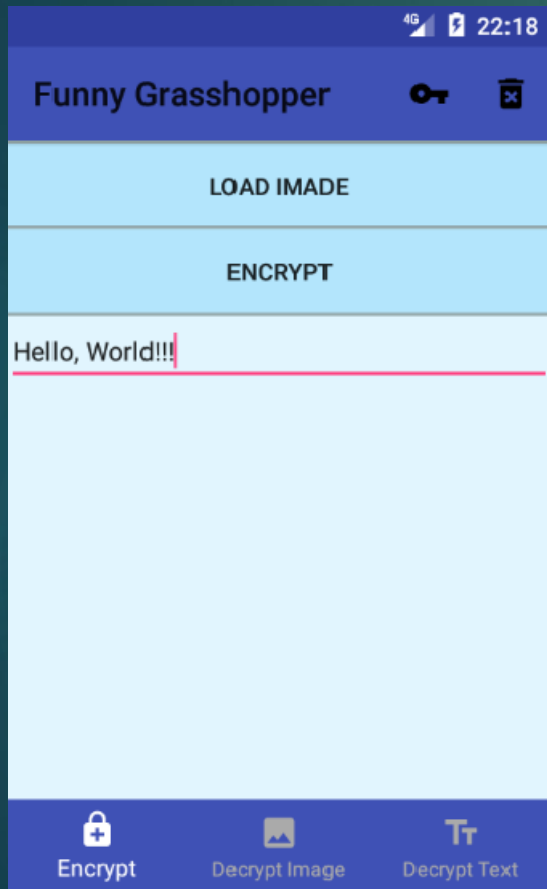 4G 22:18
Funny Grasshopper
LOAD IMADE
ENCRYPT
Hello, World!!!
Encrypt Decrypt Image Decrypt Text